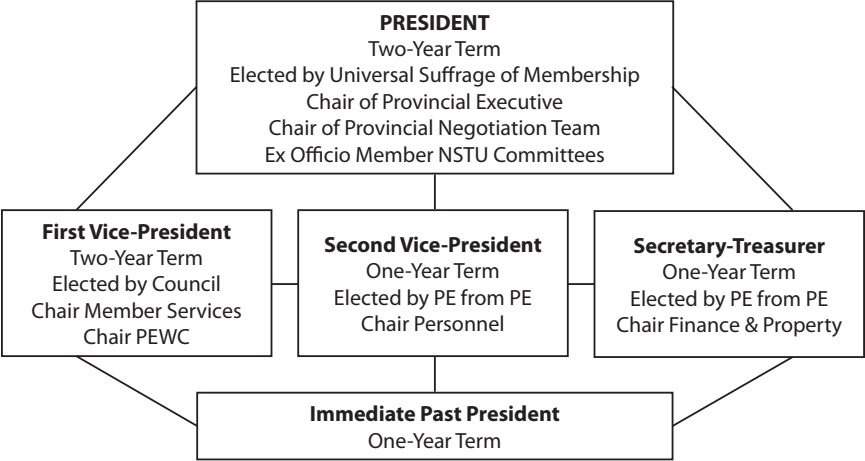 PRESIDENT
Two-Year Term
Elected by Universal Suffrage of Membership
Chair of Provincial Executive
Chair of Provincial Negotiation Team
Ex Officio Member NSTU Committees
First Vice-President
Two-Year Term
Elected by Council
Chair Member Services
Chair PEWC
Second Vice-President
One-Year Term
Elected by PE from PE
Chair Personnel
Secretary-Treasurer
One-Year Term
Elected by PE from PE
Chair Finance & Property
Immediate Past President
One-Year Term